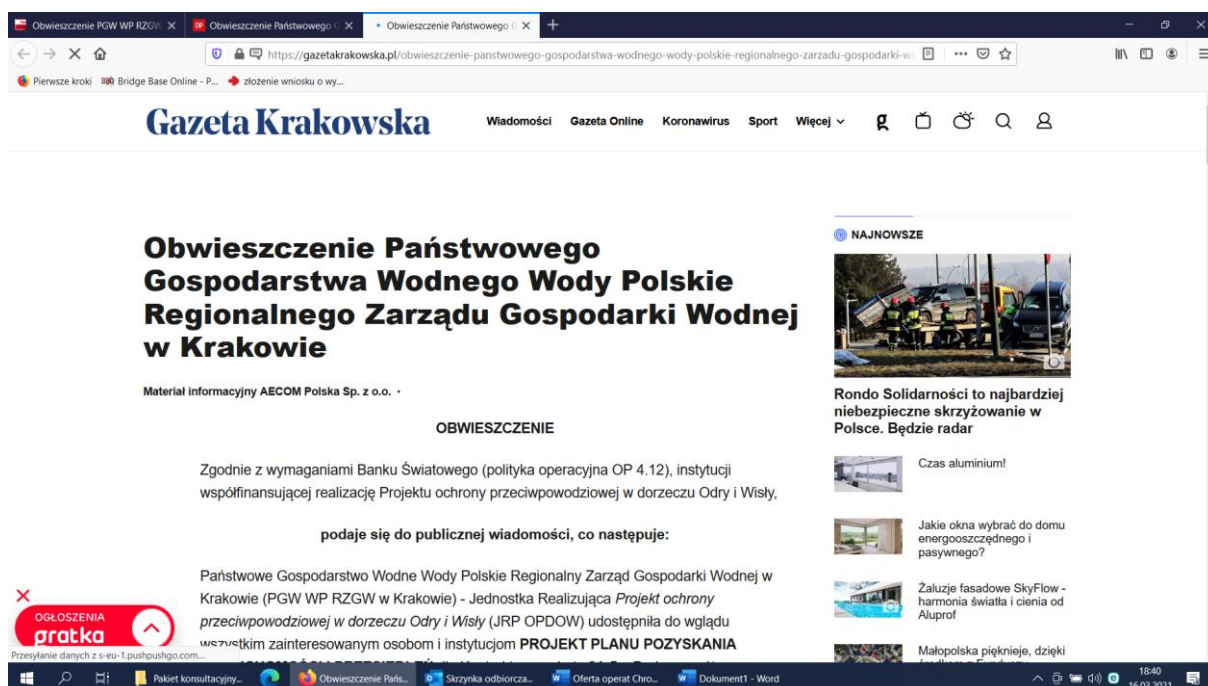 Obwieszczenie PGW WP RZGW
Obwieszczenie Państwowego G
Obwieszczenie Państwowego G
https://gazetakrakowska.pl/obwieszczenie-panstwowego-gospodarstwa-wodnego-wody-polskie-regionalnego-zarzadu-gospodarki-wo
Pierwsze kroki
Bridge Base Online - P...
złożenie wniosku o wy...
Gazeta Krakowska
Wiadomości Gazeta Online Koronawirus Sport Więcej
g
Obwieszczenie Państwowego
Gospodarstwa Wodnego Wody Polskie
Regionalnego Zarządu Gospodarki Wodnej
w Krakowie
Materiał informacyjny AECOM Polska Sp. z o.o. •
OBWIESZCZENIE
Zgodnie z wymaganiami Banku Światowego (polityka operacyjna OP 4.12), instytucji
współfinansującej realizację Projektu ochrony przeciwpowodziowej w dorzeczu Odry i Wisły,
podaje się do publicznej wiadomości, co następuje:
Państwowe Gospodarstwo Wodne Wody Polskie Regionalny Zarząd Gospodarki Wodnej w
Krakowie (PGW WP RZGW w Krakowie) - Jednostka Realizująca Projekt ochrony
przeciwpowodziowej w dorzeczu Odry i Wisły (JRP OPDOW) udostępniła do wglądu
wszystkim zainteresowanym osobom i instytucjom PROJEKT PLANU POZYSKANIA
NAJNOWSZE
Rondo Solidarności to najbardziej
niebezpieczne skrzyżowanie w
Polsce. Będzie radar
Czas aluminium!
Jakie okna wybrać do domu
energooszczędnego i
pasywnego?
Żaluzje fasadowe SkyFlow -
harmonia światła i cienia od
Aluprof
Małopolska pięknieje, dzięki
OGŁOSZENIA
gratka
Przesyłanie danych z s-eu-1.pushpushgo.com...
Pakiet konsultacyjny...
Obwieszczenie Pańs...
Skrzynka odbiorcza...
Oferta operat Chro...
Dokument1 - Word
18:40
16.03.2021